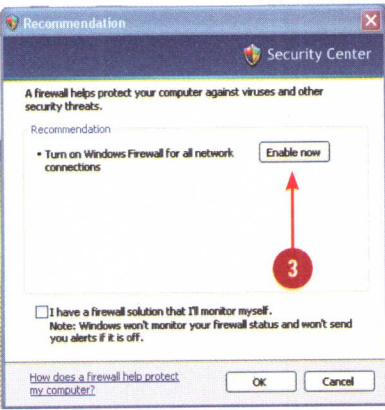 Recommendation
Security Center
A firewall helps protect your computer against viruses and other
security threats.
Recommendation
• Turn on Windows Firewall for all network
connections
Enable now
3
I have a firewall solution that I'll monitor myself.
Note: Windows won't monitor your firewall status and won't send
you alerts if it is off.
How does a firewall help protect
my computer?
OK
Cancel